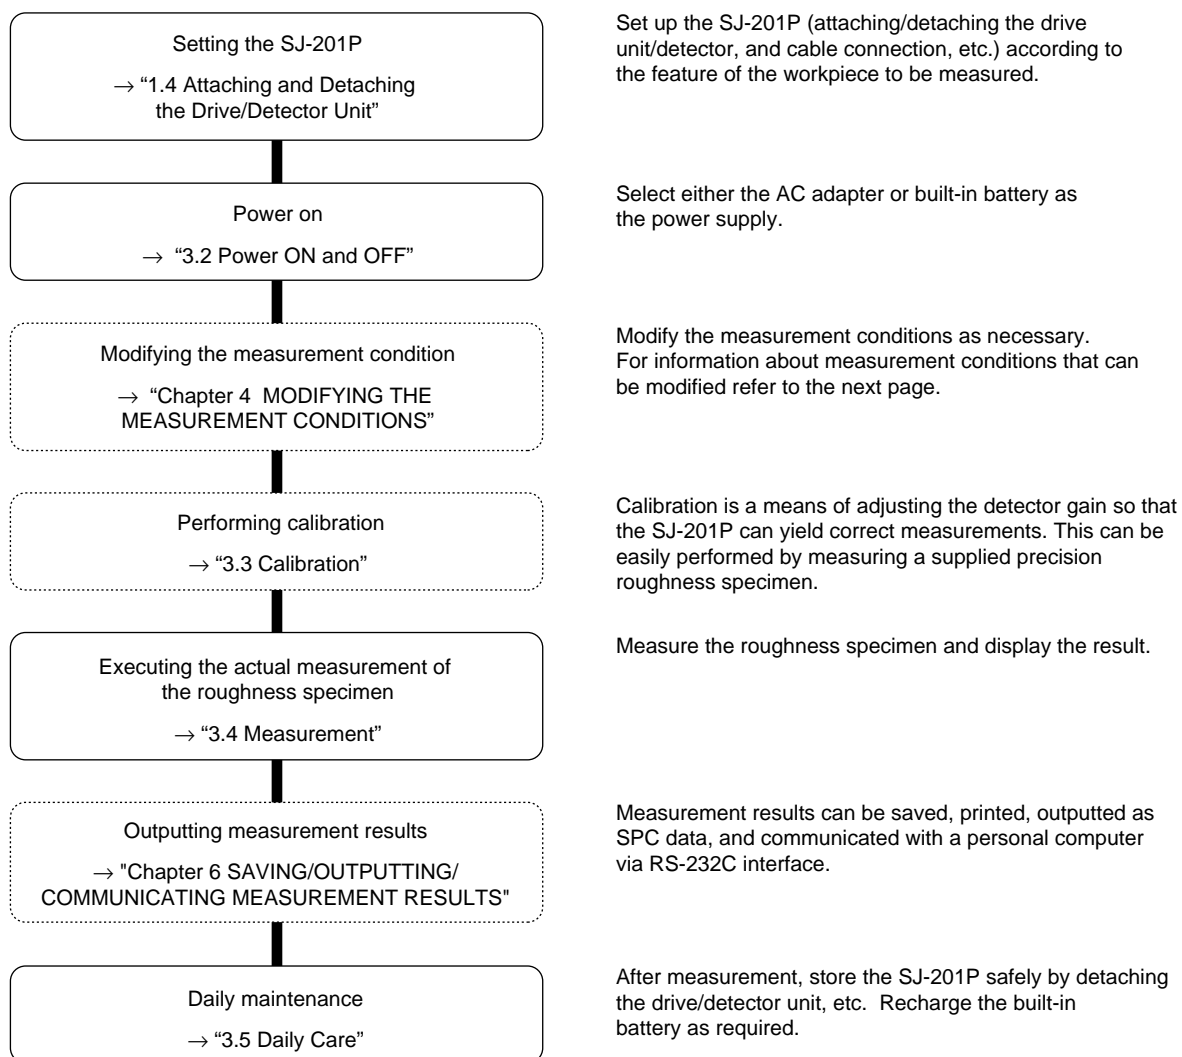 Setting the SJ-201P
→ “1.4 Attaching and Detaching
the Drive/Detector Unit”
Set up the SJ-201P (attaching/detaching the drive
unit/detector, and cable connection, etc.) according to
the feature of the workpiece to be measured.
Power on
→ “3.2 Power ON and OFF”
Select either the AC adapter or built-in battery as
the power supply.
Modifying the measurement condition
→ “Chapter 4 MODIFYING THE
MEASUREMENT CONDITIONS”
Modify the measurement conditions as necessary.
For information about measurement conditions that can
be modified refer to the next page.
Performing calibration
→ “3.3 Calibration”
Calibration is a means of adjusting the detector gain so that
the SJ-201P can yield correct measurements. This can be
easily performed by measuring a supplied precision
roughness specimen.
Executing the actual measurement of
the roughness specimen
→ “3.4 Measurement”
Measure the roughness specimen and display the result.
Outputting measurement results
→ "Chapter 6 SAVING/OUTPUTTING/
COMMUNICATING MEASUREMENT RESULTS"
Measurement results can be saved, printed, outputted as
SPC data, and communicated with a personal computer
via RS-232C interface.
Daily maintenance
→ “3.5 Daily Care”
After measurement, store the SJ-201P safely by detaching
the drive/detector unit, etc. Recharge the built-in
battery as required.